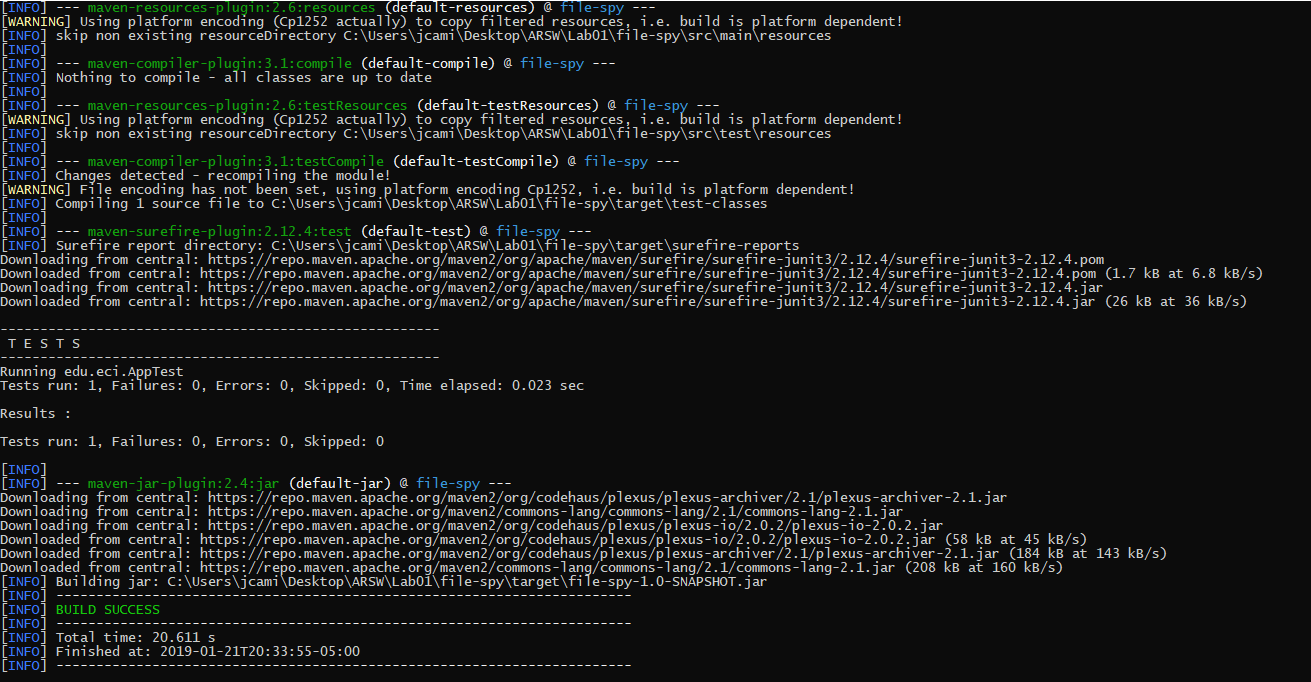 [INFO] --- maven-resources-plugin:2.6:resources (default-resources) @ file-spy ---
[WARNING] Using platform encoding (Cp1252 actually) to copy filtered resources, i.e. build is platform dependent!
[INFO] skip non existing resourceDirectory C:\Users\jcami\Desktop\ARSW\Lab01\file-spy\src\main\resources
[INFO]
[INFO] --- maven-compiler-plugin:3.1:compile (default-compile) @ file-spy ---
[INFO] Nothing to compile - all classes are up to date
[INFO]
[INFO] --- maven-resources-plugin:2.6:testResources (default-testResources) @ file-spy ---
[WARNING] Using platform encoding (Cp1252 actually) to copy filtered resources, i.e. build is platform dependent!
[INFO] skip non existing resourceDirectory C:\Users\jcami\Desktop\ARSW\Lab01\file-spy\src\test\resources
[INFO]
[INFO] --- maven-compiler-plugin:3.1:testCompile (default-testCompile) @ file-spy ---
[INFO] Changes detected - recompiling the module!
[WARNING] File encoding has not been set, using platform encoding Cp1252, i.e. build is platform dependent!
[INFO] Compiling 1 source file to C:\Users\jcami\Desktop\ARSW\Lab01\file-spy\target\test-classes
[INFO]
[INFO] --- maven-surefire-plugin:2.12.4:test (default-test) @ file-spy ---
[INFO] Surefire report directory: C:\Users\jcami\Desktop\ARSW\Lab01\file-spy\target\surefire-reports
Downloading from central: https://repo.maven.apache.org/maven2/org/apache/maven/surefire/surefire-junit3/2.12.4/surefire-junit3-2.12.4.pom
Downloaded from central: https://repo.maven.apache.org/maven2/org/apache/maven/surefire/surefire-junit3/2.12.4/surefire-junit3-2.12.4.pom (1.7 kB at 6.8 kB/s)
Downloading from central: https://repo.maven.apache.org/maven2/org/apache/maven/surefire/surefire-junit3/2.12.4/surefire-junit3-2.12.4.jar
Downloaded from central: https://repo.maven.apache.org/maven2/org/apache/maven/surefire/surefire-junit3/2.12.4/surefire-junit3-2.12.4.jar (26 kB at 36 kB/s)
-------------------------------------------------------
T E S T S
-------------------------------------------------------
Running edu.eci.AppTest
Tests run: 1, Failures: 0, Errors: 0, Skipped: 0, Time elapsed: 0.023 sec
Results :
Tests run: 1, Failures: 0, Errors: 0, Skipped: 0
[INFO]
[INFO] --- maven-jar-plugin:2.4:jar (default-jar) @ file-spy ---
Downloading from central: https://repo.maven.apache.org/maven2/org/codehaus/plexus/plexus-archiver/2.1/plexus-archiver-2.1.jar
Downloading from central: https://repo.maven.apache.org/maven2/commons-lang/commons-lang/2.1/commons-lang-2.1.jar
Downloading from central: https://repo.maven.apache.org/maven2/org/codehaus/plexus/plexus-io/2.0.2/plexus-io-2.0.2.jar
Downloaded from central: https://repo.maven.apache.org/maven2/org/codehaus/plexus/plexus-io/2.0.2/plexus-io-2.0.2.jar (58 kB at 45 kB/s)
Downloaded from central: https://repo.maven.apache.org/maven2/org/codehaus/plexus/plexus-archiver/2.1/plexus-archiver-2.1.jar (184 kB at 143 kB/s)
Downloaded from central: https://repo.maven.apache.org/maven2/commons-lang/commons-lang/2.1/commons-lang-2.1.jar (208 kB at 160 kB/s)
[INFO] Building jar: C:\Users\jcami\Desktop\ARSW\Lab01\file-spy\target\file-spy-1.0-SNAPSHOT.jar
[INFO] ------------------------------------------------------------------------
[INFO] BUILD SUCCESS
[INFO] ------------------------------------------------------------------------
[INFO] Total time: 20.611 s
[INFO] Finished at: 2019-01-21T20:33:55-05:00
[INFO] ------------------------------------------------------------------------